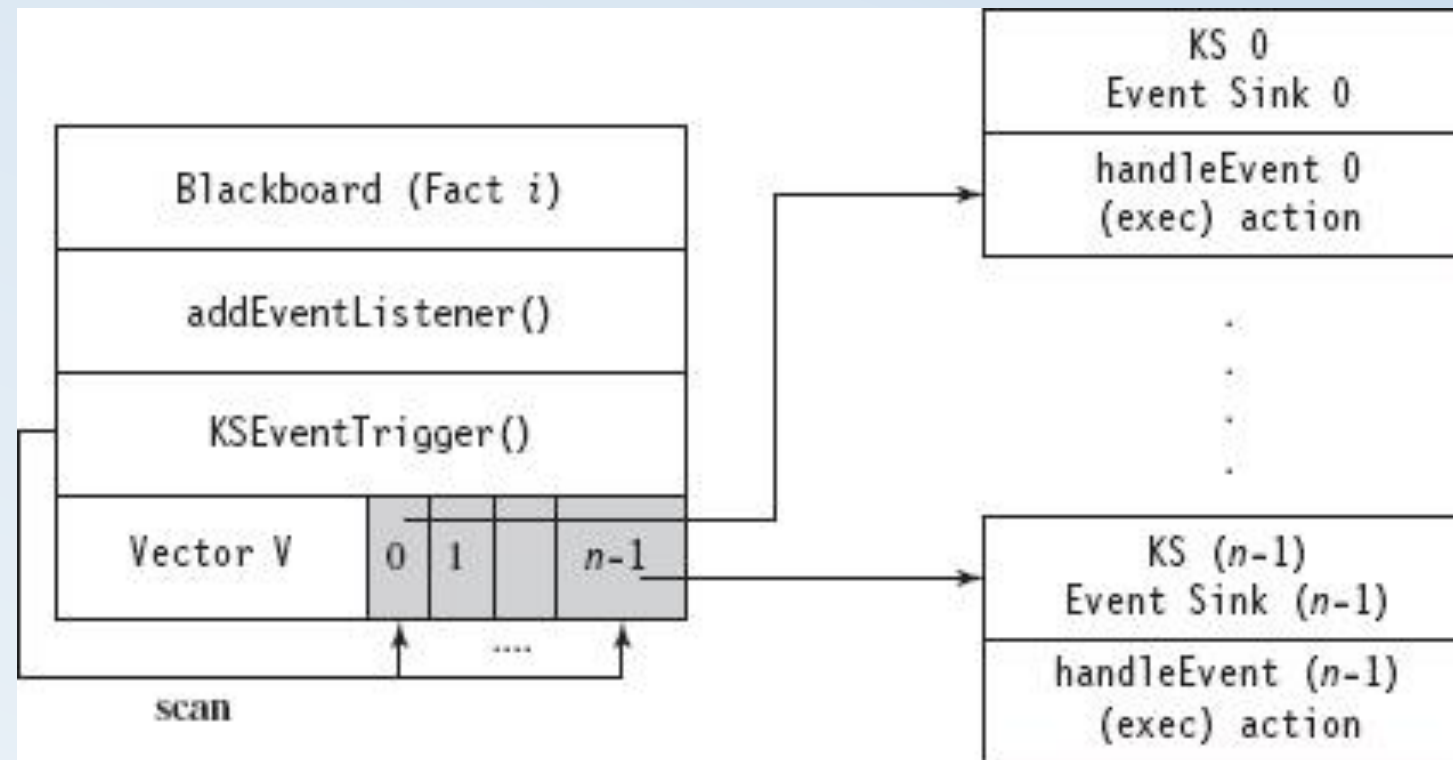 Blackboard (Fact i)
addEventListener()
KSEventTrigger()
Vector V 0 1 n-1
....
scan
KS 0
Event Sink 0
handleEvent 0
(exec) action
.
.
.
.
KS (n-1)
Event Sink (n-1)
handleEvent (n-1)
(exec) action